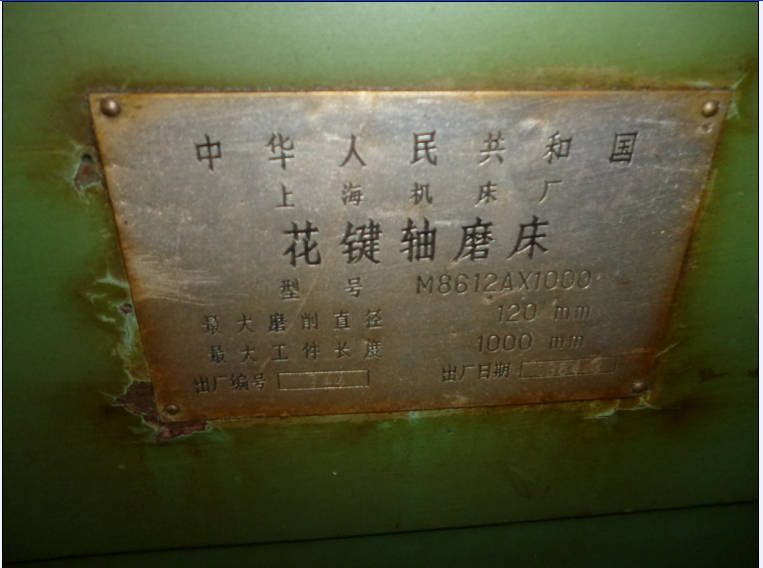 中华人民共和国
上海机床厂
花键轴磨床
型号 M8612AX1000
最大磨削直径 120 mm
最大工件长度 1000 mm
出厂编号 出厂日期